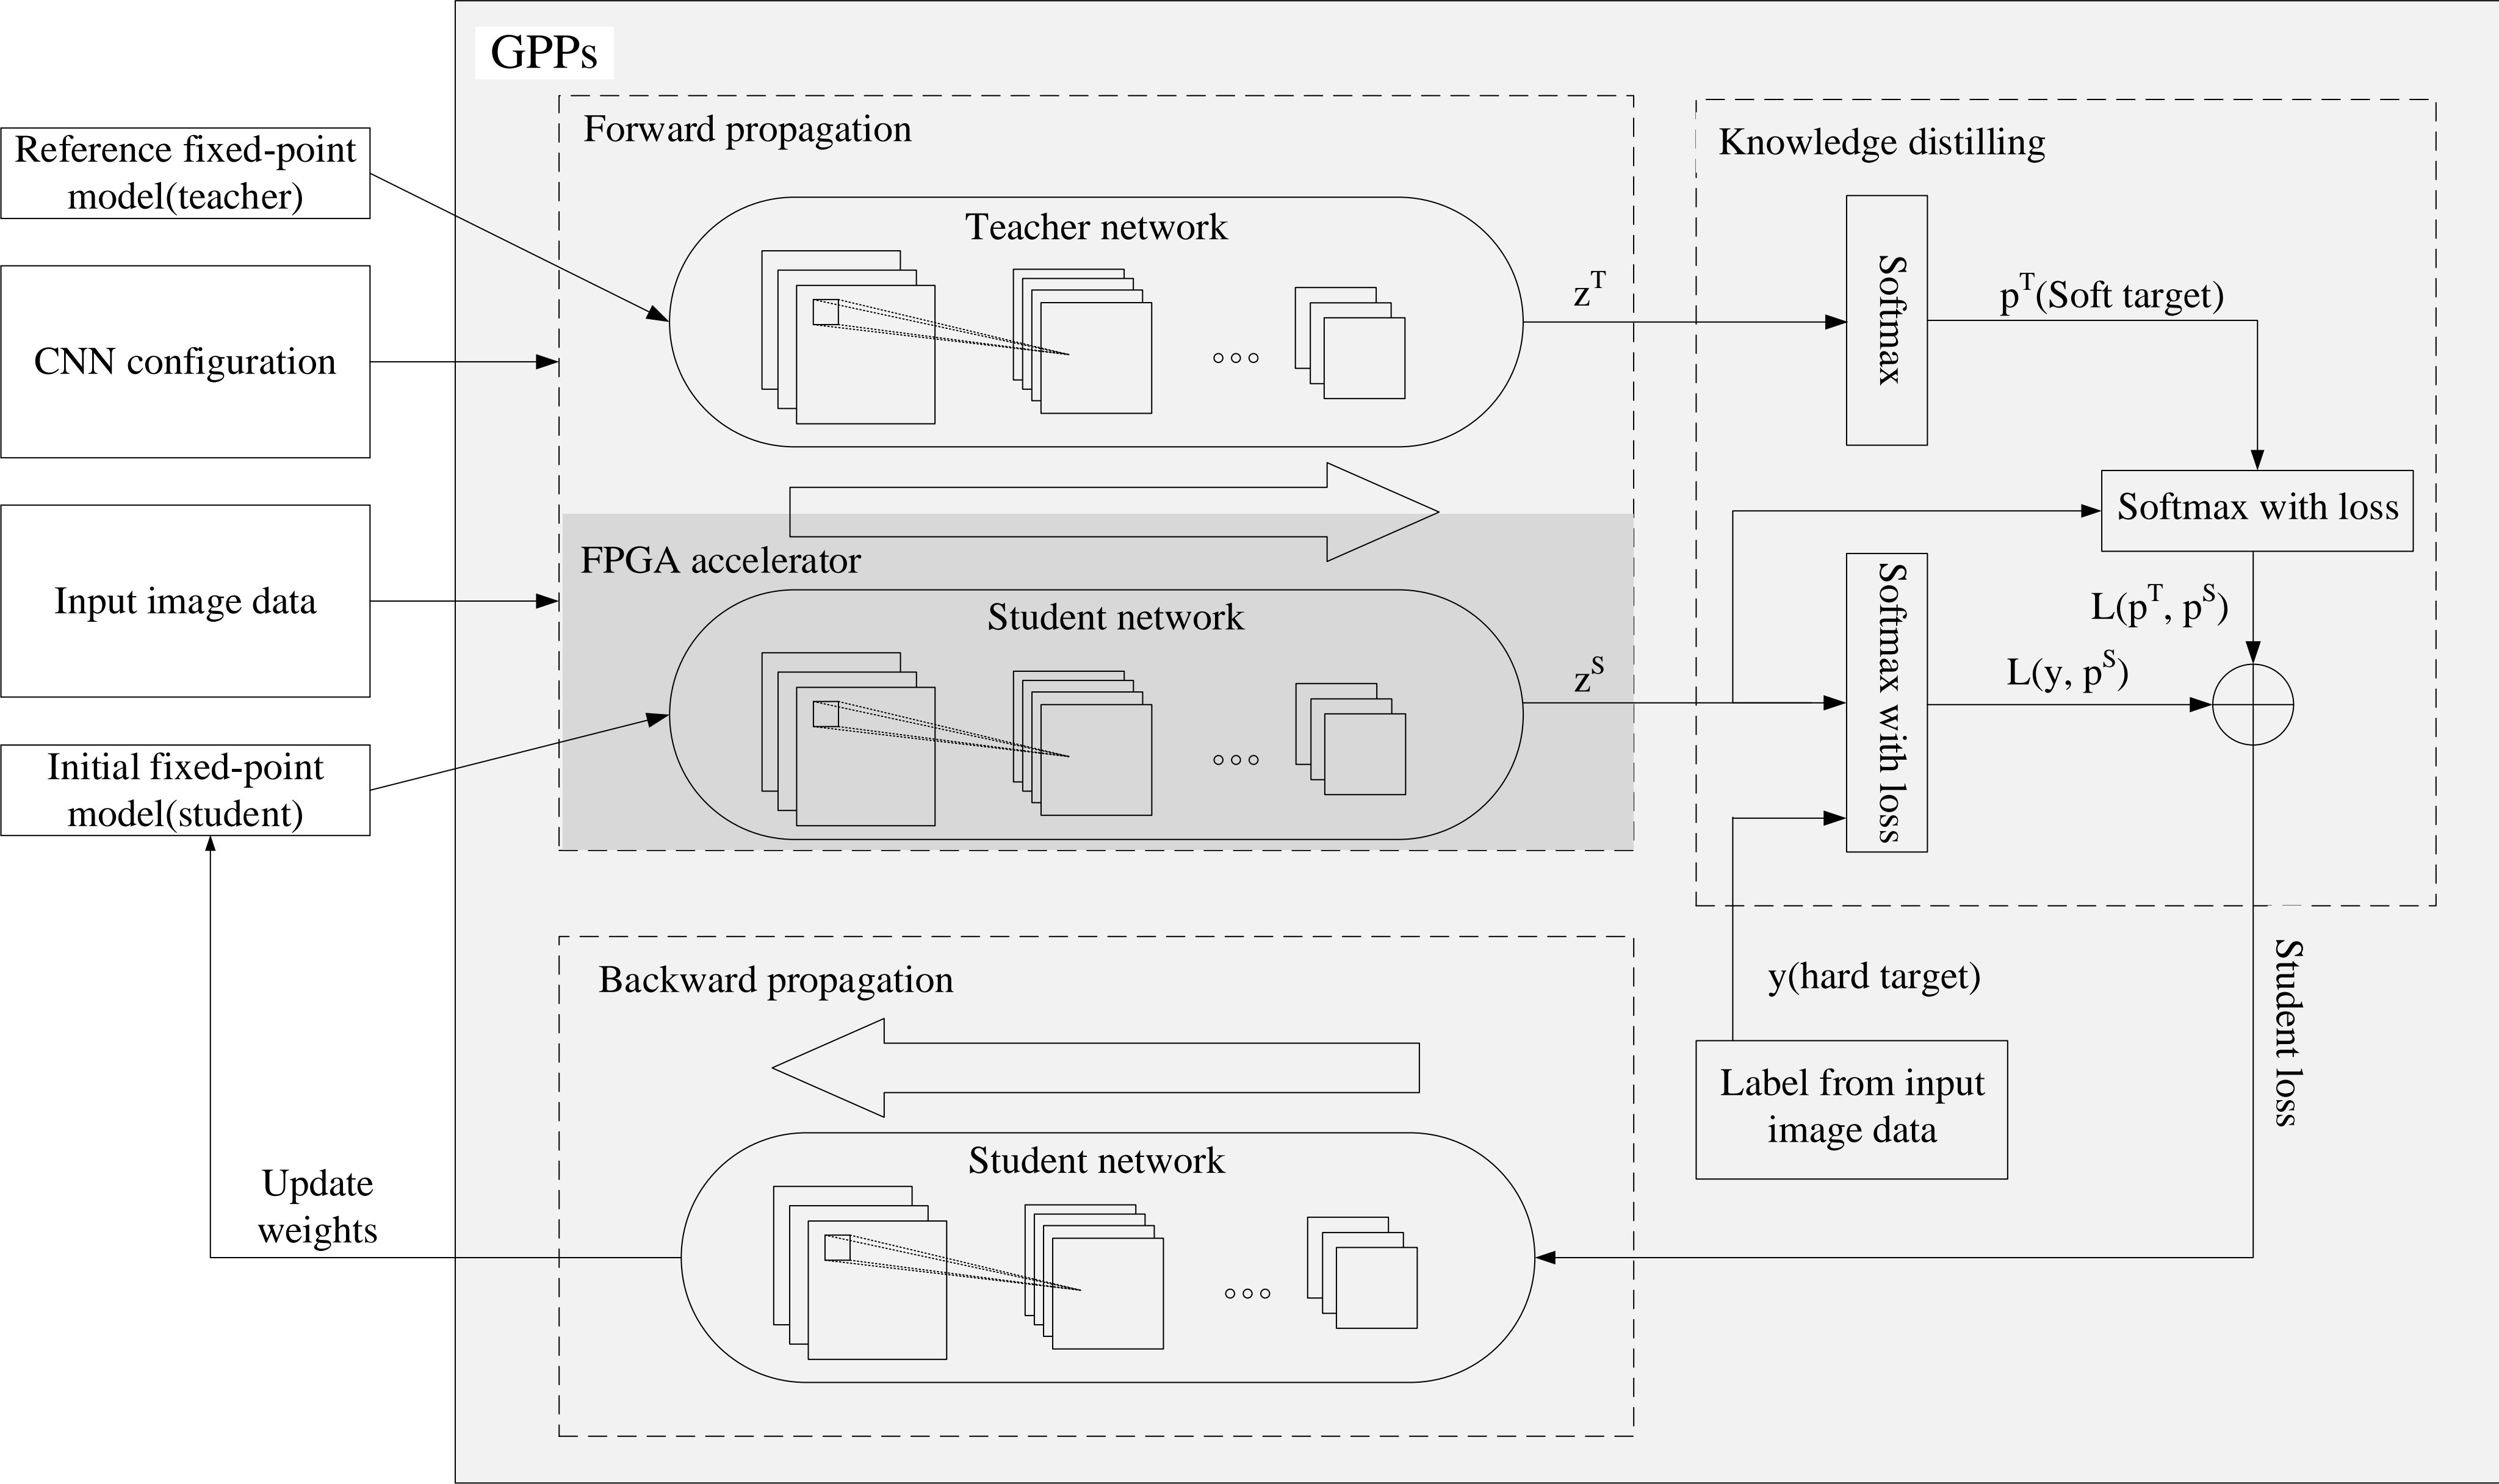 GPPs
Reference fixed-point
model(teacher)
CNN configuration
Input image data
Initial fixed-point
model(student)
Update
weights
Forward propagation
Teacher network
z^T
FPGA accelerator
Student network
z^S
Knowledge distilling
Softmax
p^T(Soft target)
Softmax with loss
L(p^T, p^S)
Softmax with loss
L(y, p^S)
y(hard target)
Label from input
image data
Student loss
Backward propagation
Student network